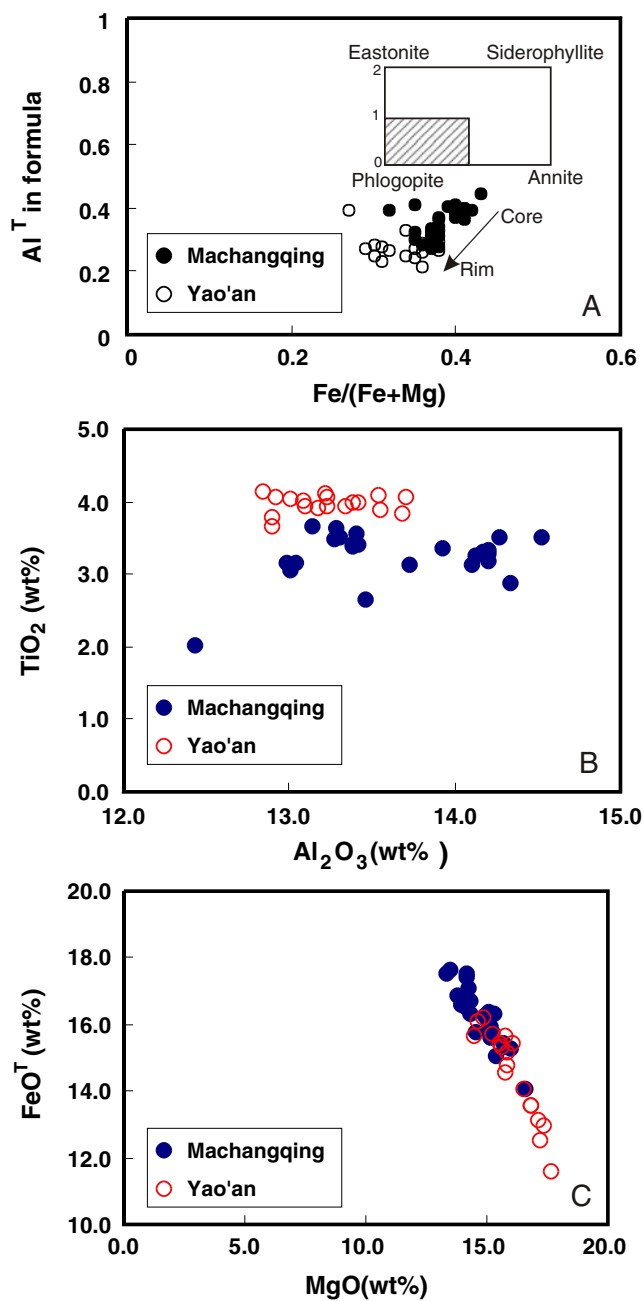 1
Eastonite Siderophyllite
2
0.8
1
0.6
0
Phlogopite Annite
0.4
Core
Machangqing
0.2
Rim
Yao'an
A
0
0 0.2 0.4 0.6
Al T in formula
Fe/(Fe+Mg)
5.0
4.0
3.0
2.0
Machangqing
1.0
Yao'an
B
0.0
12.0 13.0 14.0 15.0
TiO2 (wt%)
Al2O3(wt% )
20.0
18.0
16.0
14.0
Machangqing
12.0
Yao'an
C
10.0
0.0 5.0 10.0 15.0 20.0
FeOT (wt%)
MgO(wt%)